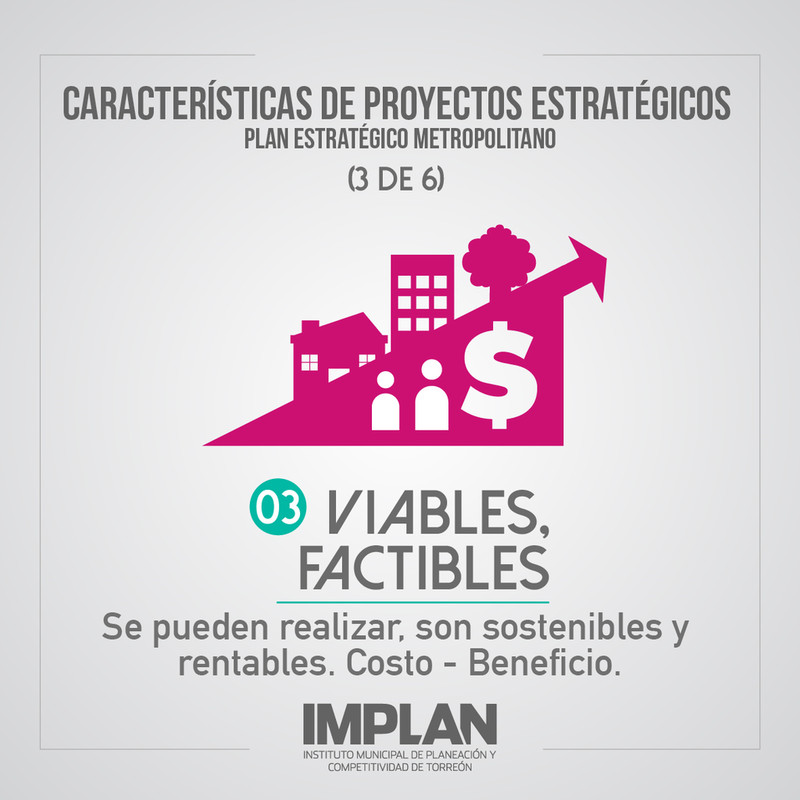 CARACTERÍSTICAS DE PROYECTOS ESTRATÉGICOS
PLAN ESTRATÉGICO METROPOLITANO
(3 DE 6)
$
03 VIABLES,
FACTIBLES
Se pueden realizar, son sostenibles y
rentables. Costo - Beneficio.
IMPLAN
INSTITUTO MUNICIPAL DE PLANEACIÓN Y
COMPETITIVIDAD DE TORREÓN